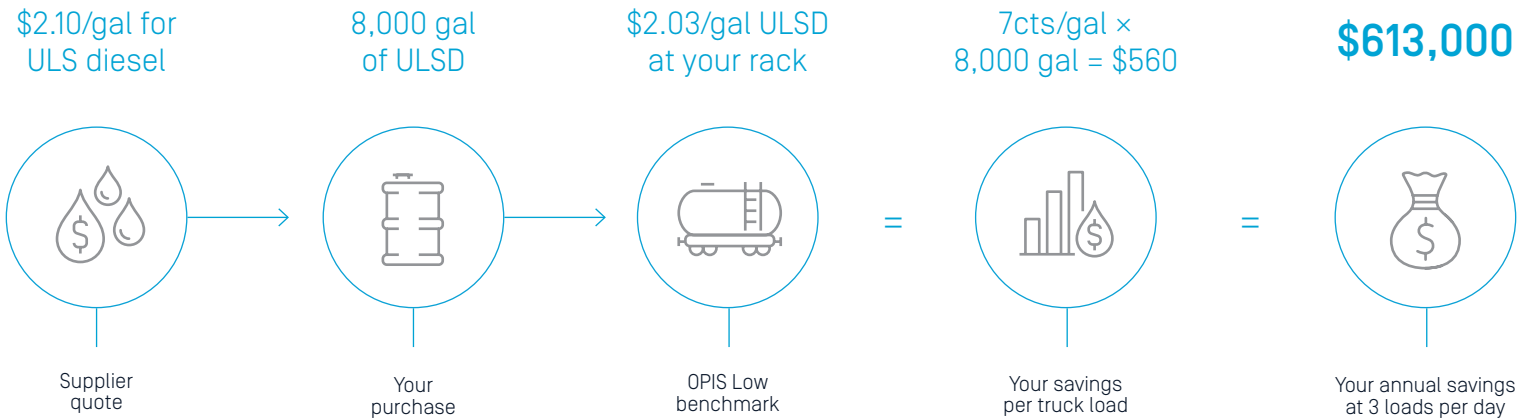 $2.10/gal for
ULS diesel
8,000 gal
of ULSD
$2.03/gal ULSD
at your rack
7cts/gal ×
8,000 gal = $560
$613,000
$
=
$
=
$
Supplier
quote
Your
purchase
OPIS Low
benchmark
Your savings
per truck load
Your annual savings
at 3 loads per day